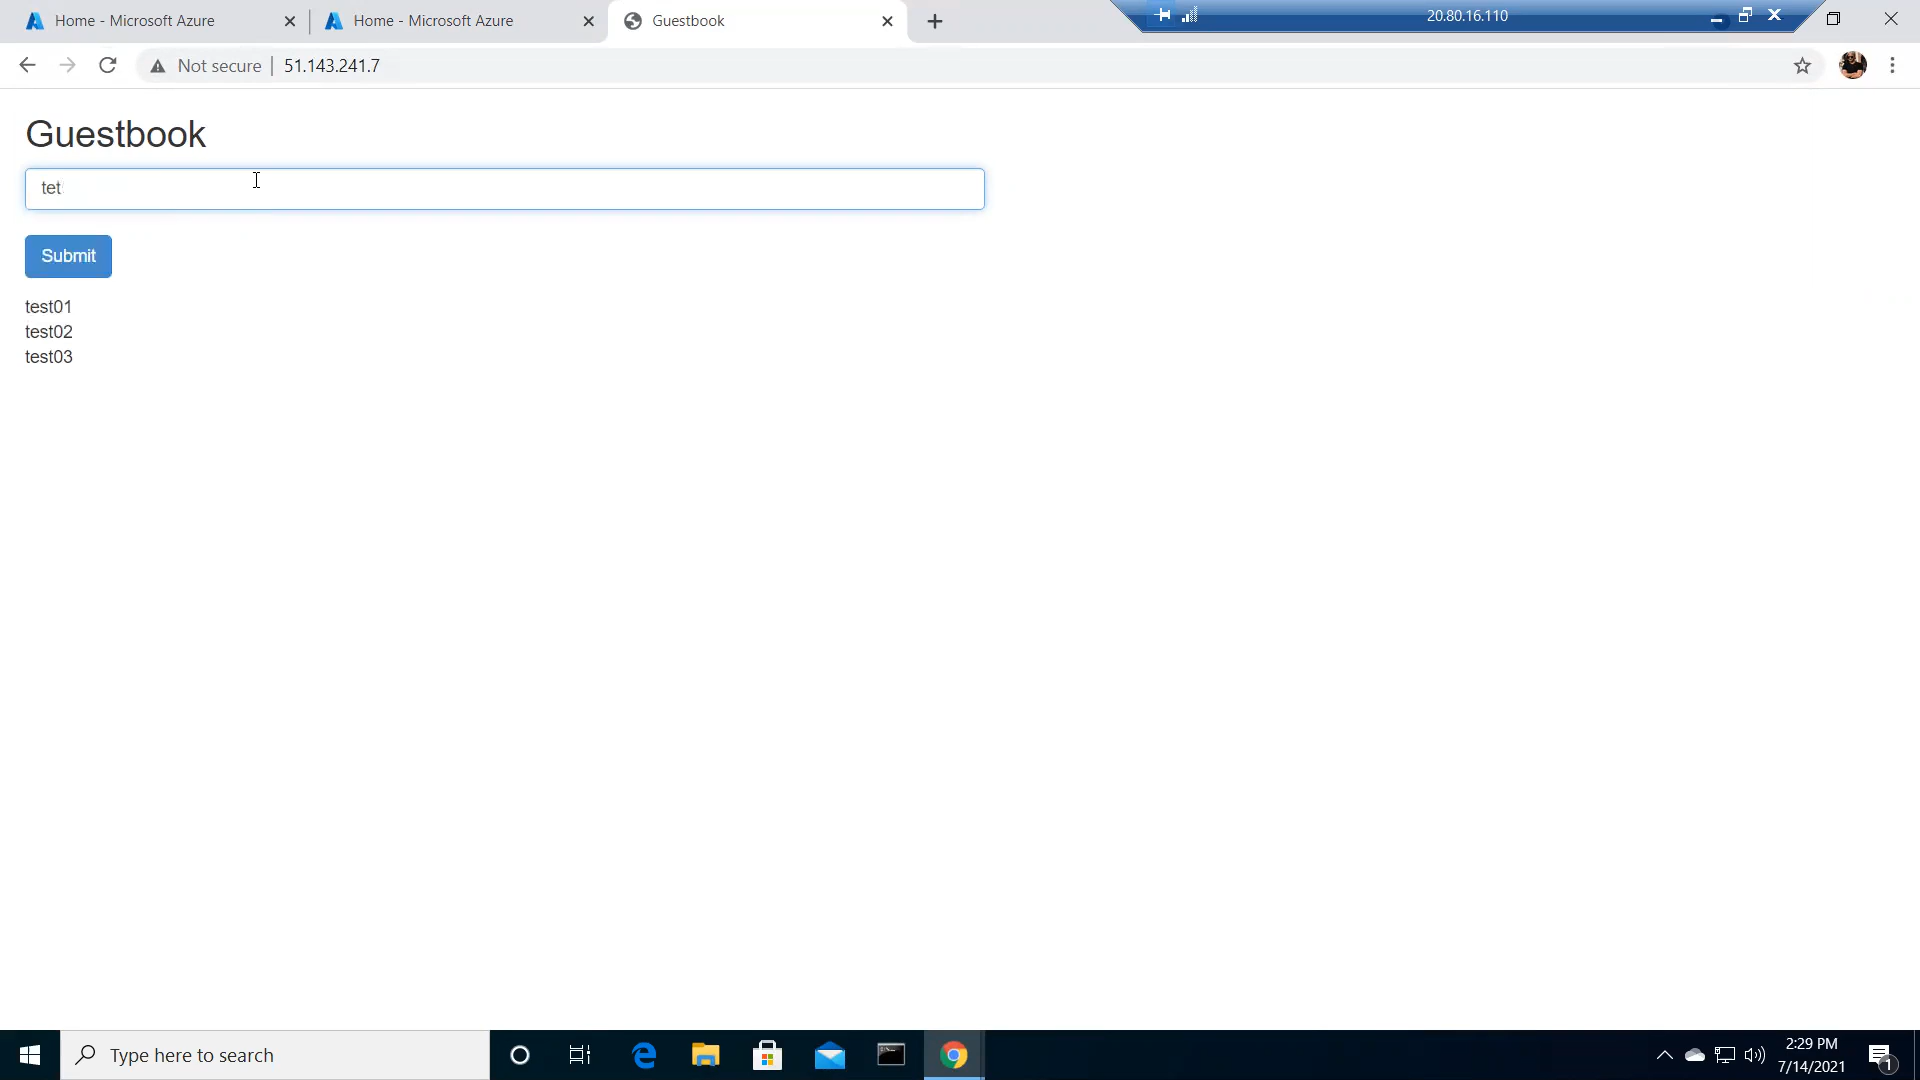 Home - Microsoft Azure
Home - Microsoft Azure
Guestbook
20.80.16.110
Not secure
51.143.241.7
Guestbook
tet
Submit
test01
test02
test03
Type here to search
2:29 PM
7/14/2021
1